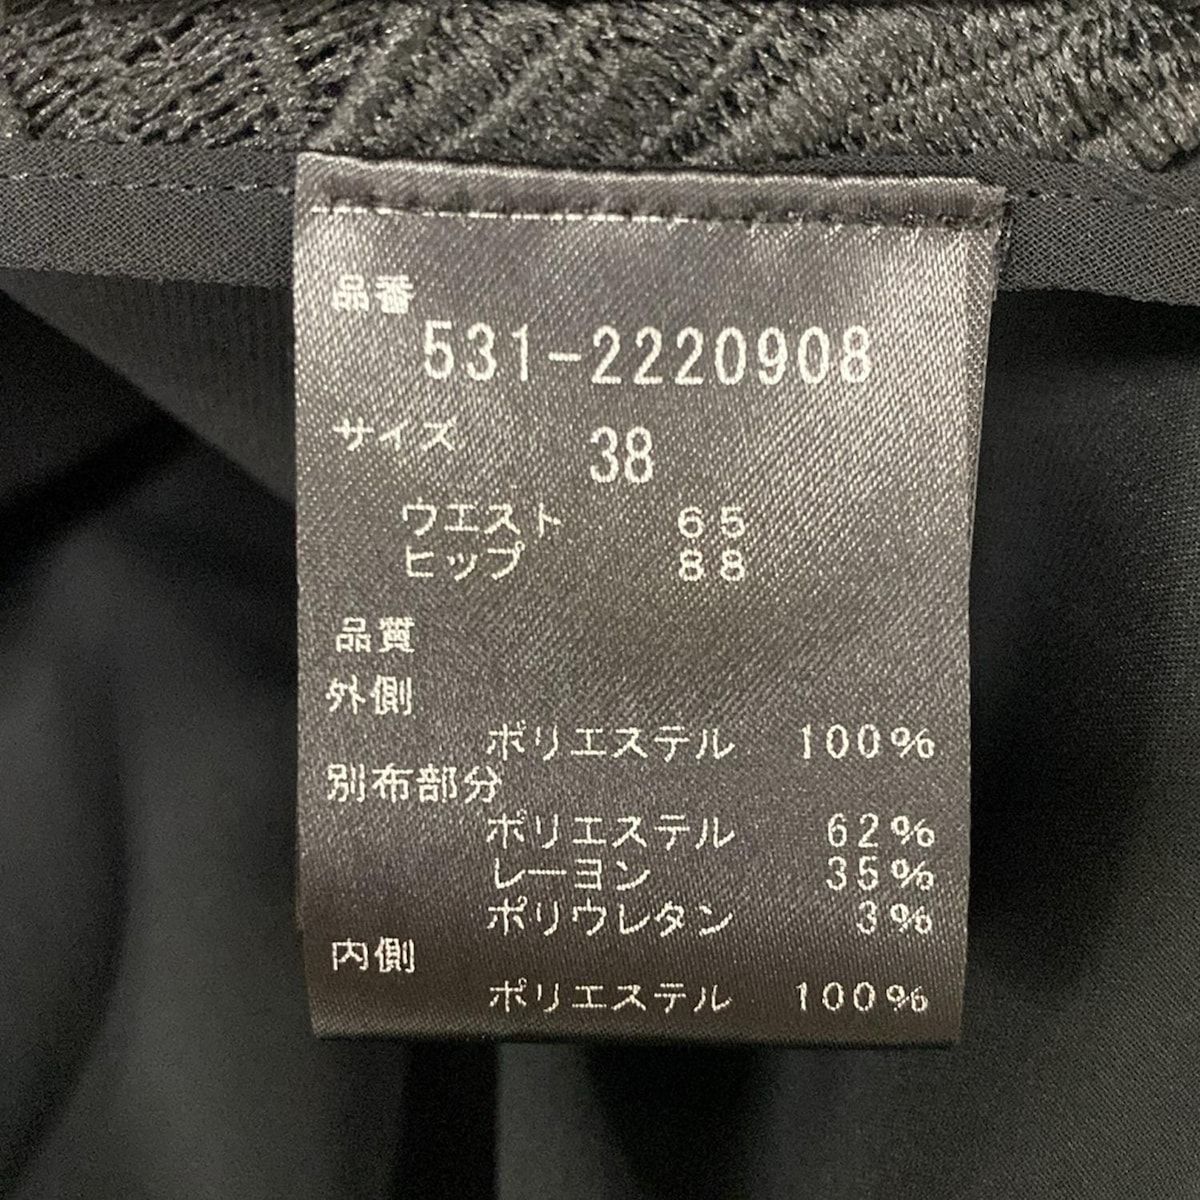 品番
531-2220908
サイズ 38
ウエスト 65
ヒップ 88
品質
外側
ポリエステル 100%
別布部分
ポリエステル 62%
レーヨン 35%
ポリウレタン 3%
内側
ポリエステル 100%